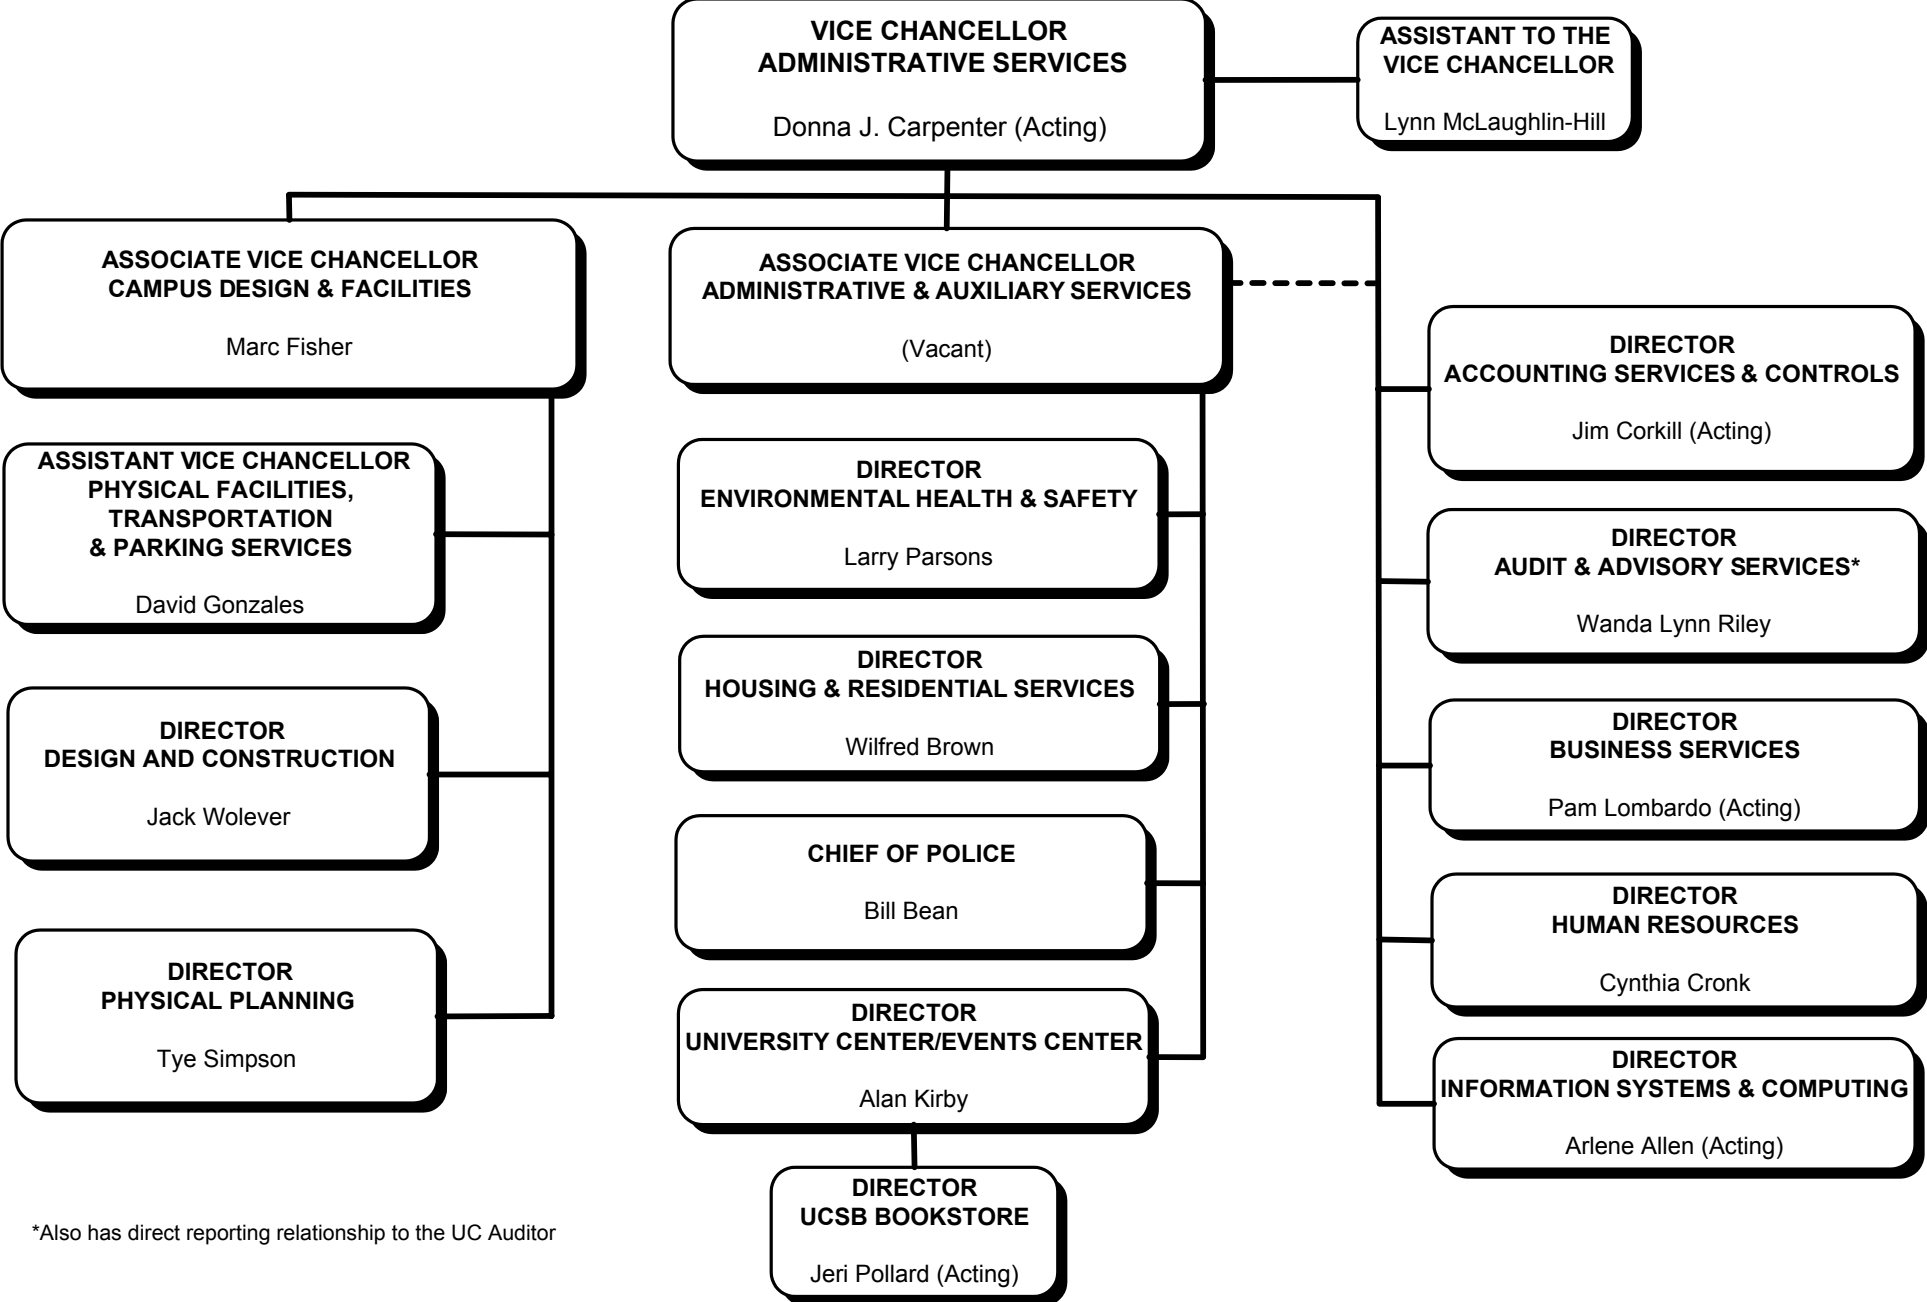 VICE CHANCELLOR
ADMINISTRATIVE SERVICES
Donna J. Carpenter (Acting)
ASSISTANT TO THE
VICE CHANCELLOR
Lynn McLaughlin-Hill
ASSOCIATE VICE CHANCELLOR
CAMPUS DESIGN & FACILITIES
Marc Fisher
ASSISTANT VICE CHANCELLOR
PHYSICAL FACILITIES,
TRANSPORTATION
& PARKING SERVICES
David Gonzales
DIRECTOR
DESIGN AND CONSTRUCTION
Jack Wolever
DIRECTOR
PHYSICAL PLANNING
Tye Simpson
ASSOCIATE VICE CHANCELLOR
ADMINISTRATIVE & AUXILIARY SERVICES
(Vacant)
DIRECTOR
ENVIRONMENTAL HEALTH & SAFETY
Larry Parsons
DIRECTOR
HOUSING & RESIDENTIAL SERVICES
Wilfred Brown
CHIEF OF POLICE
Bill Bean
DIRECTOR
UNIVERSITY CENTER/EVENTS CENTER
Alan Kirby
DIRECTOR
UCSB BOOKSTORE
Jeri Pollard (Acting)
DIRECTOR
ACCOUNTING SERVICES & CONTROLS
Jim Corkill (Acting)
DIRECTOR
AUDIT & ADVISORY SERVICES*
Wanda Lynn Riley
DIRECTOR
BUSINESS SERVICES
Pam Lombardo (Acting)
DIRECTOR
HUMAN RESOURCES
Cynthia Cronk
DIRECTOR
INFORMATION SYSTEMS & COMPUTING
Arlene Allen (Acting)
*Also has direct reporting relationship to the UC Auditor